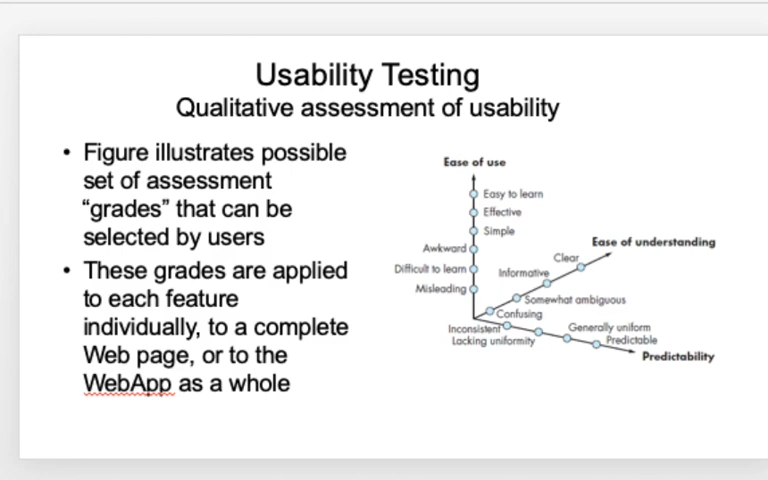 Usability Testing
Qualitative assessment of usability
• Figure illustrates possible
set of assessment
“grades” that can be
selected by users
• These grades are applied
to each feature
individually, to a complete
Web page, or to the
WebApp as a whole
Ease of use
Easy to learn
Effective
Simple
Awkward
Difficult to learn
Misleading
Ease of understanding
Clear
Informative
Somewhat ambiguous
Confusing
Inconsistent
Lacking uniformity
Generally uniform
Predictable
Predictability